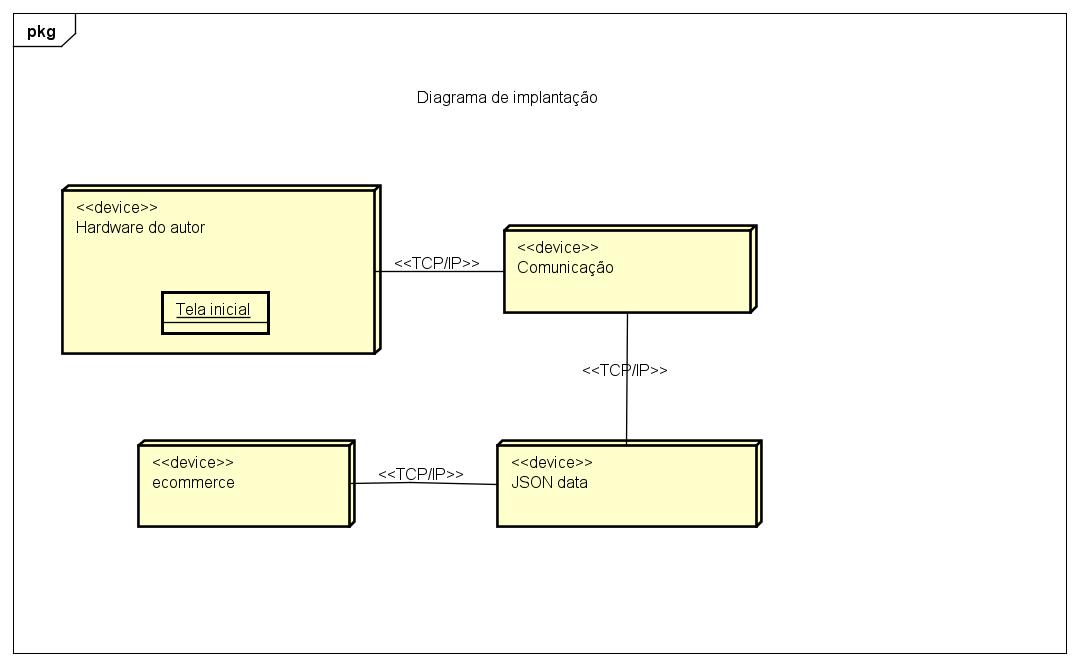 pkg
Diagrama de implantação
<<device>>
Hardware do autor
Tela inicial
<<TCP/IP>>
<<device>>
Comunicação
<<TCP/IP>>
<<device>>
ecommerce
<<TCP/IP>>
<<device>>
JSON data